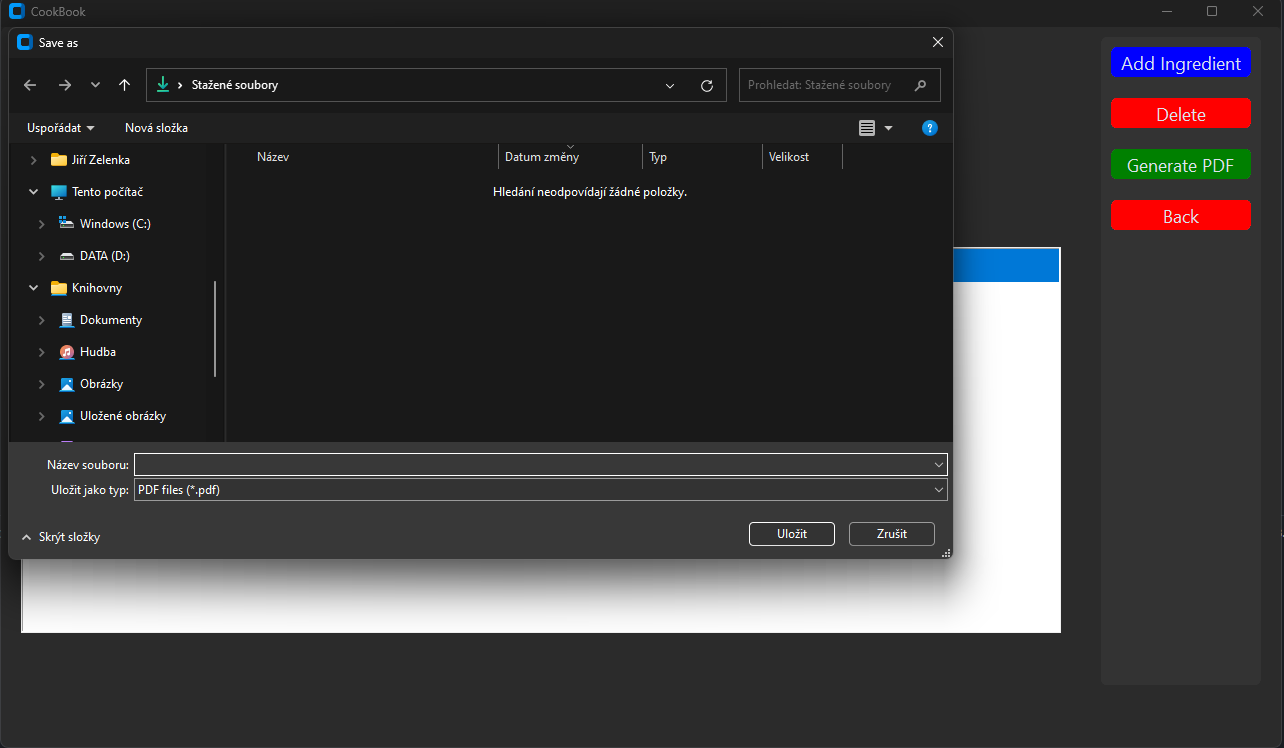 CookBook
Save as
Stažené soubory
Prohledat: Stažené soubory
Uspořádat
Nová složka
?
Jiří Zelenka
Tento počítač
Windows (C:)
DATA (D:)
Knihovny
Dokumenty
Hudba
Obrázky
Uložené obrázky
Název
Datum změny
Typ
Velikost
Hledání neodpovídají žádné položky.
Název souboru:
Uložit jako typ: PDF files (*.pdf)
Skrýt složky
Uložit
Zrušit
Add Ingredient
Delete
Generate PDF
Back